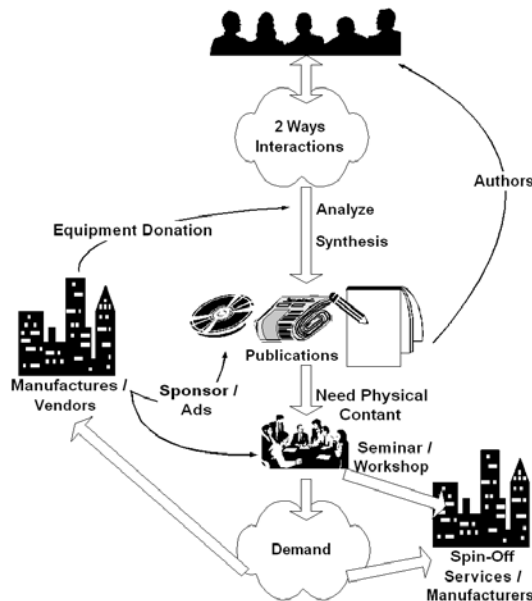 2 Ways
Interactions
Authors
Analyze
Equipment Donation
Synthesis
Publications
Manufactures /
Vendors
Sponsor /
Ads
Need Physical
Contant
Seminar /
Workshop
Demand
Spin-Off
Services /
Manufacturers